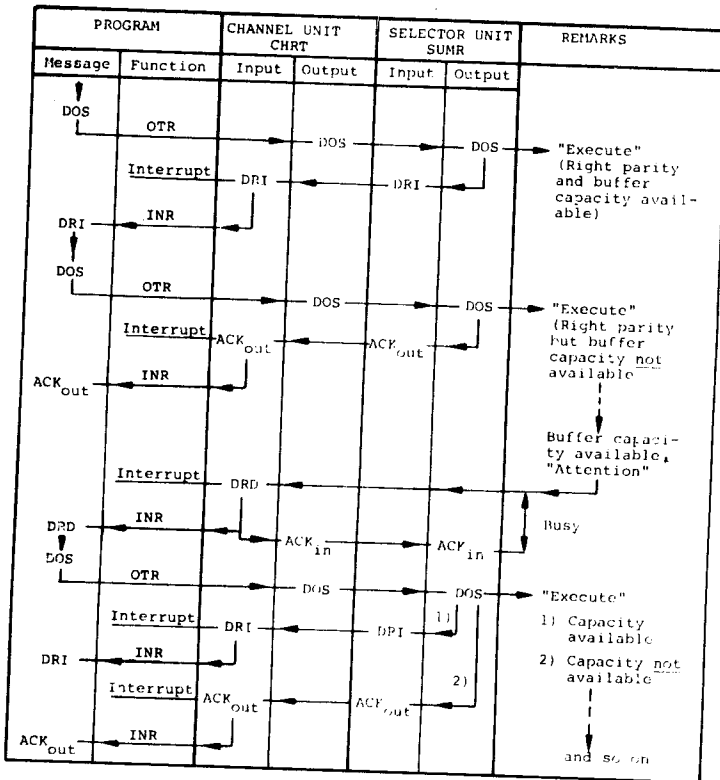 PROGRAM CHANNEL UNIT CHRT SELECTOR UNIT SUMR REMARKS
Message Function Input Output Input Output
DOS
OTR DOS DOS "Execute"
(Right parity
and buffer
capacity avail-
able)
Interrupt DRI DRI
DRI INR
DOS
OTR DOS DOS "Execute"
(Right parity
but buffer
capacity not
available
Interrupt ACKout ACKout
ACKout INR
Buffer capaci-
ty available,
"Attention"
Interrupt DRD
Busy
DRD INR
ACKin ACKin
DOS
OTR DOS DOS "Execute"
1) 1) Capacity
available
Interrupt DRI DRI
DRI INR
2) 2) Capacity not
available
Interrupt ACKout ACKout
ACKout INR
and so on